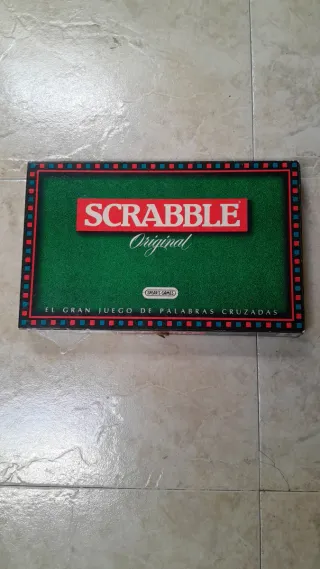 SCRABBLE
Original
SPEAR'S GAMES
EL GRAN JUEGO DE PALABRAS CRUZADAS